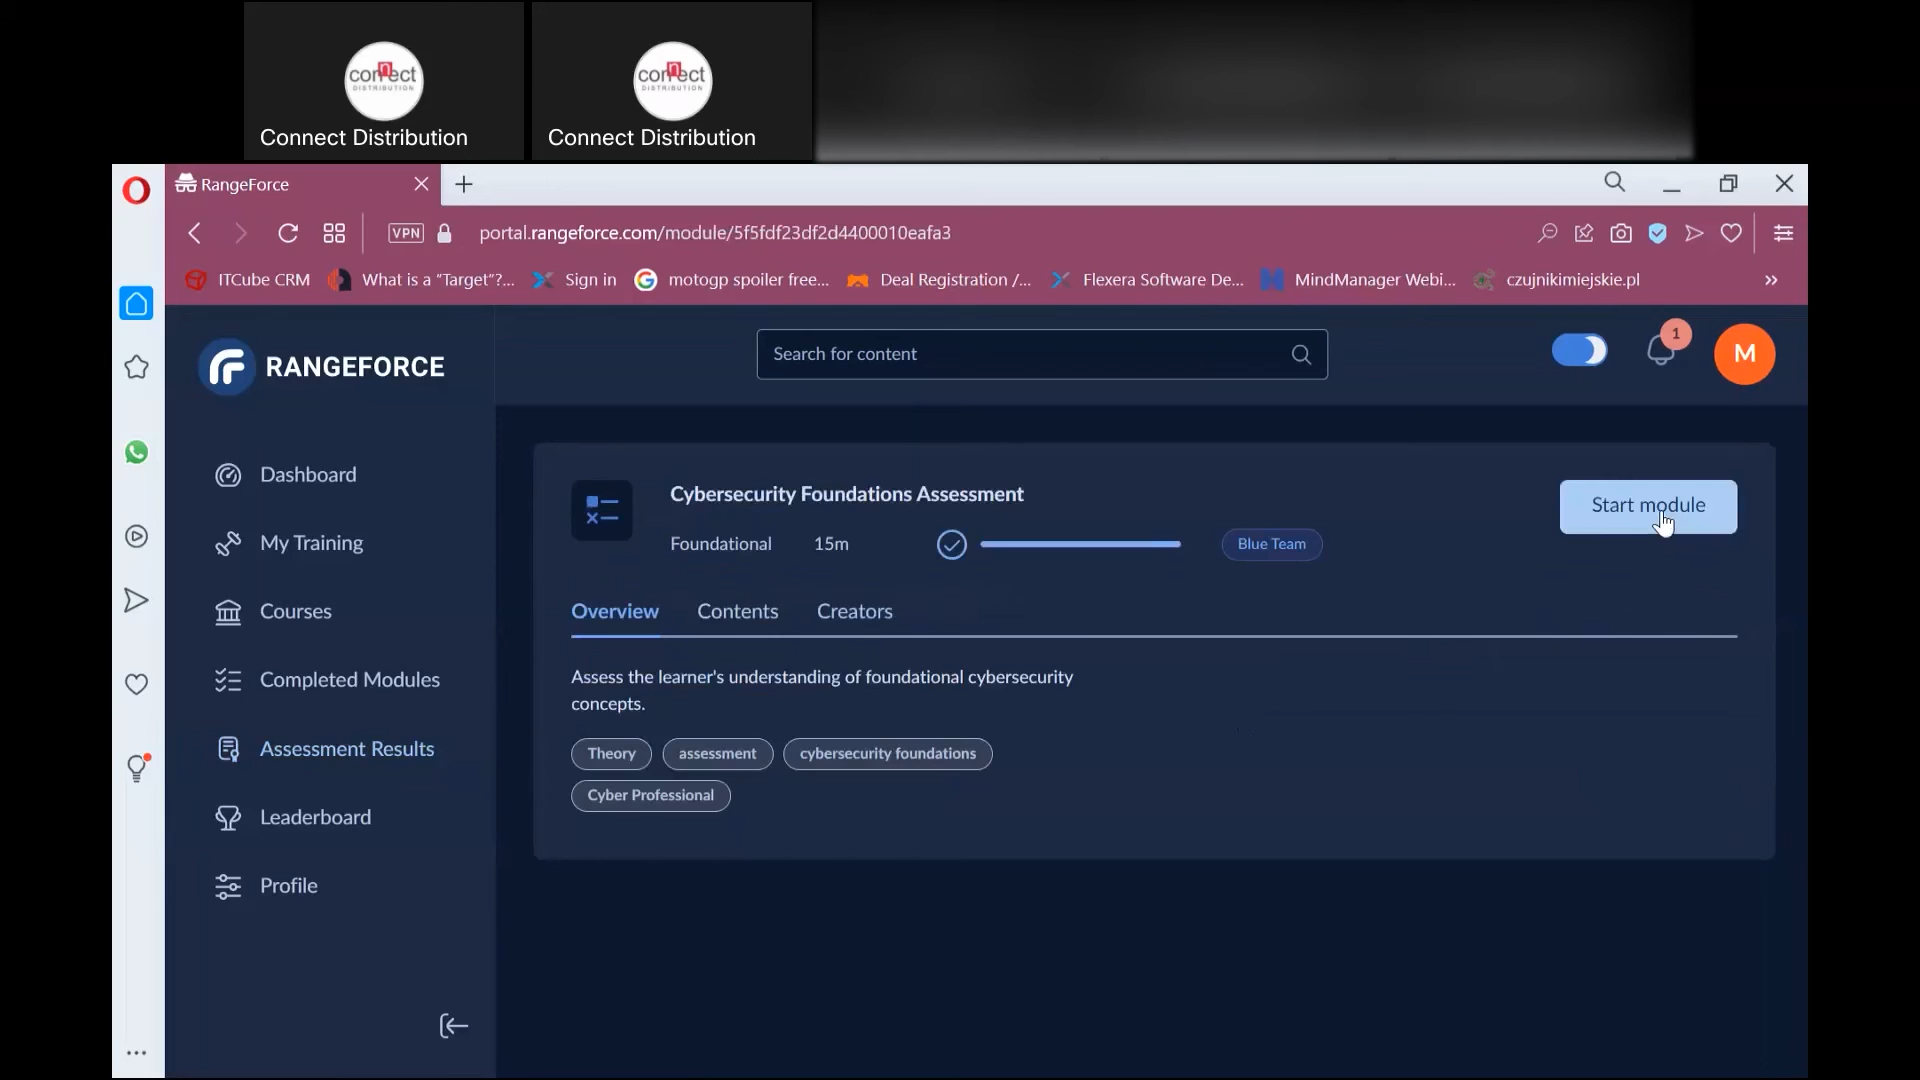 connect
DISTRIBUTION
Connect Distribution
connect
DISTRIBUTION
Connect Distribution
RangeForce
VPN
portal.rangeforce.com/module/5f5fdf23df2d4400010eafa3
ITCube CRM
What is a “Target”?...
Sign in
motogp spoiler free...
Deal Registration /...
Flexera Software De...
MindManager Webi...
czujnikimiejskie.pl
»
RANGEFORCE
Search for content
1
M
Dashboard
My Training
Courses
Completed Modules
Assessment Results
Leaderboard
Profile
Cybersecurity Foundations Assessment
Start module
Foundational
15m
Blue Team
Overview
Contents
Creators
Assess the learner's understanding of foundational cybersecurity
concepts.
Theory
assessment
cybersecurity foundations
Cyber Professional